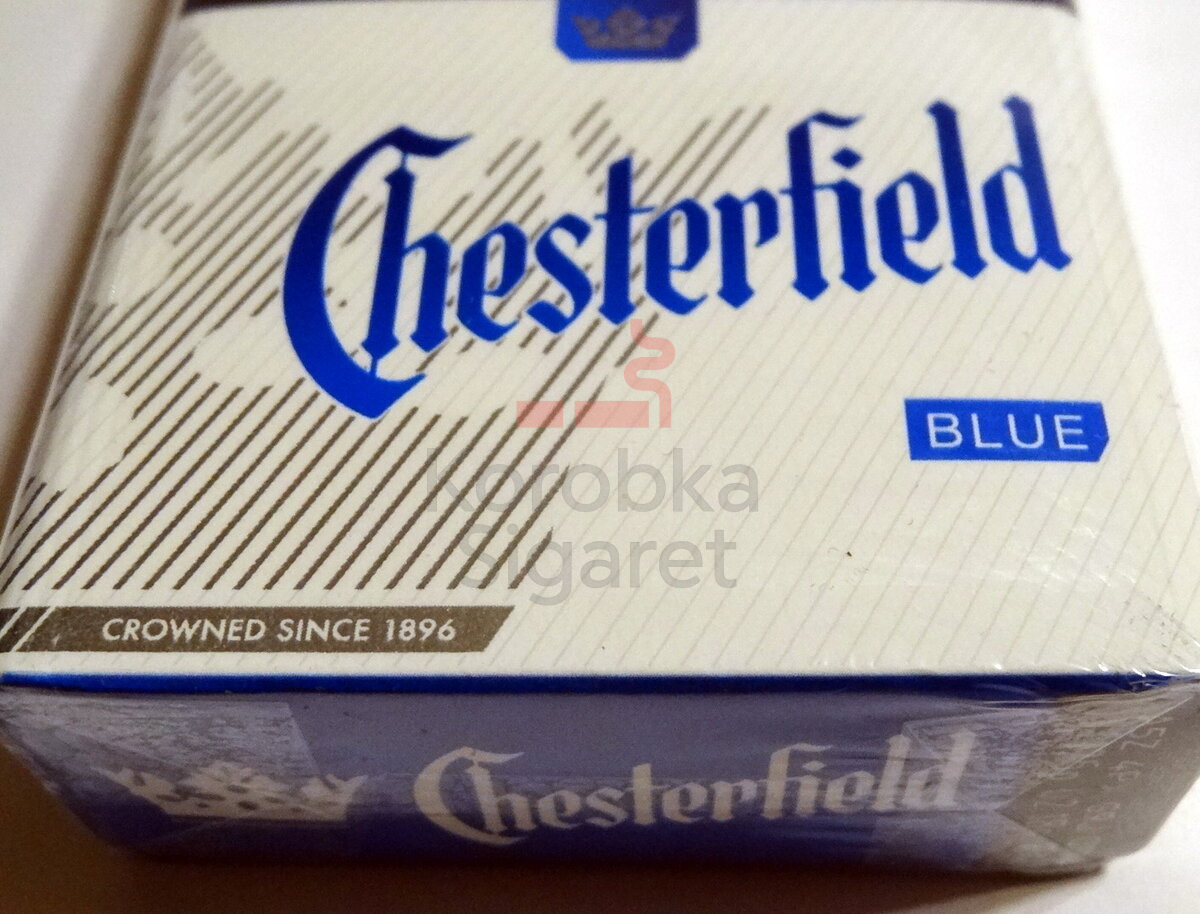 Chesterfield
BLUE
Korobka
Sigaret
CROWNED SINCE 1896
Chesterfield